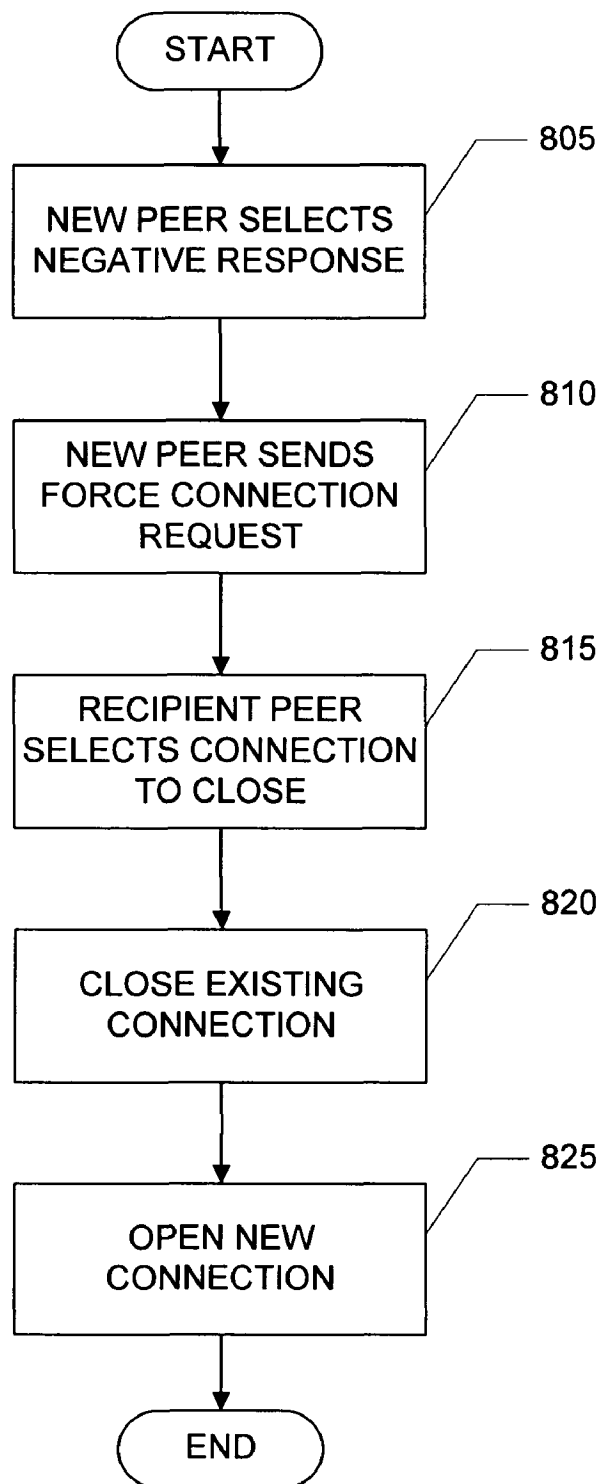 START
805
NEW PEER SELECTS
NEGATIVE RESPONSE
810
NEW PEER SENDS
FORCE CONNECTION
REQUEST
815
RECIPIENT PEER
SELECTS CONNECTION
TO CLOSE
820
CLOSE EXISTING
CONNECTION
825
OPEN NEW
CONNECTION
END